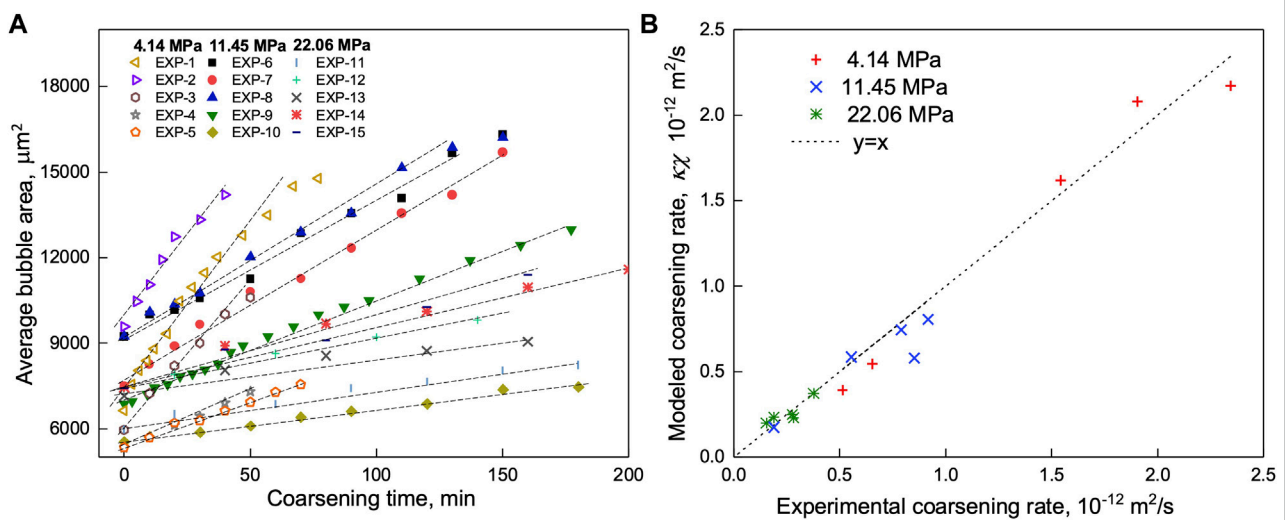 A
4.14 MPa 11.45 MPa 22.06 MPa
EXP-1 EXP-6 EXP-11
EXP-2 EXP-7 EXP-12
EXP-3 EXP-8 EXP-13
EXP-4 EXP-9 EXP-14
EXP-5 EXP-10 EXP-15
18000
15000
12000
9000
6000
Average bubble area, μm²
0 50 100 150 200
Coarsening time, min
B
4.14 MPa
11.45 MPa
22.06 MPa
y=x
2.5
2.0
1.5
1.0
0.5
0.0
Modeled coarsening rate, κχ 10⁻¹² m²/s
0.0 0.5 1.0 1.5 2.0 2.5
Experimental coarsening rate, 10⁻¹² m²/s